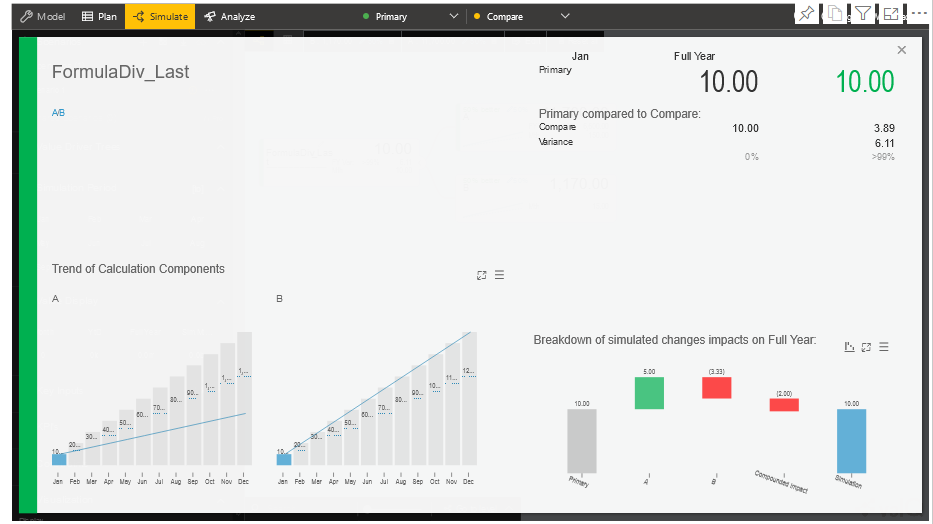 Model Plan Simulate Analyze Primary Compare
FormulaDiv_Last
A/B
Jan Full Year
Primary
10.00 10.00
Primary compared to Compare:
Compare 10.00 3.89
Variance 6.11
0% >99%
Trend of Calculation Components
A
10... 20... 30... 40... 50... 60... 70... 80... 90... 1,... 1,... 1,...
Jan Feb Mar Apr May Jun Jul Aug Sep Oct Nov Dec
B
10... 20... 30... 40... 50... 60... 70... 80... 90... 10... 11... 12...
Jan Feb Mar Apr May Jun Jul Aug Sep Oct Nov Dec
Breakdown of simulated changes impacts on Full Year:
10.00 5.00 (3.33) (2.00) 10.00
Primary A B Compounded Impact Simulation